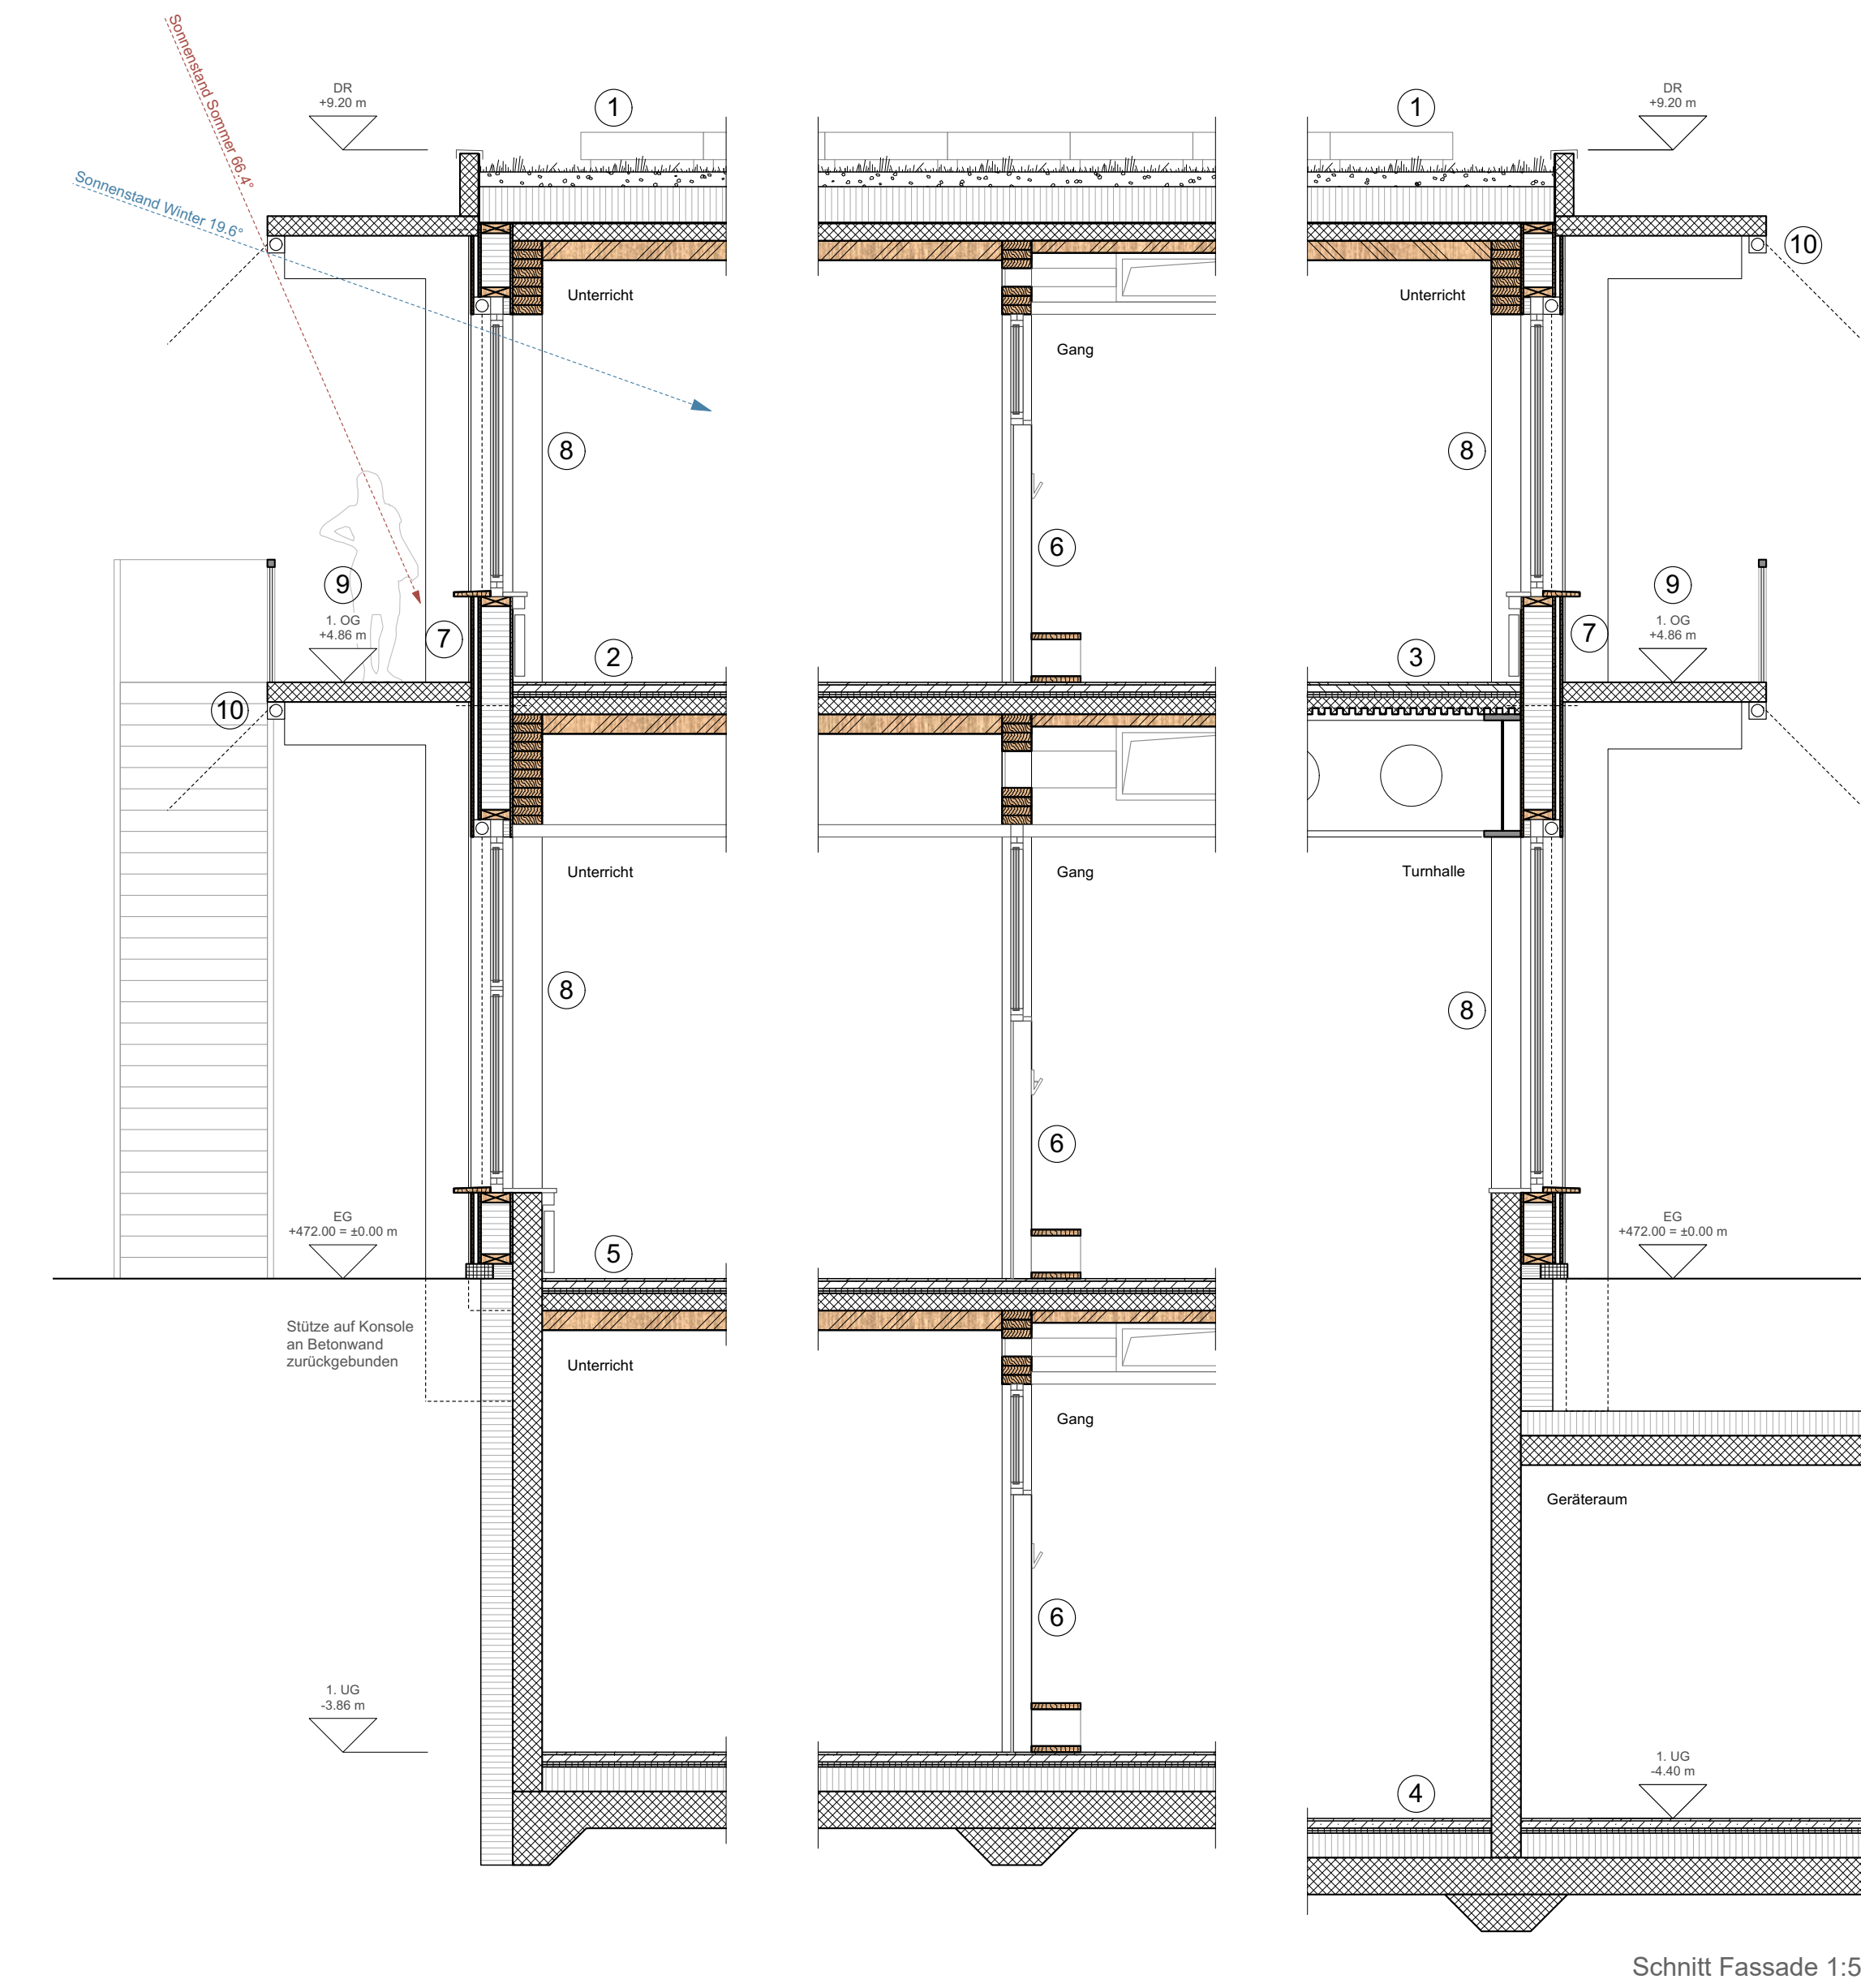 Sonnenstand Sommer 66.4°
Sonnenstand Winter 19.6°
DR
+9.20 m
1
1
DR
+9.20 m
10
Unterricht
Unterricht
Gang
8
8
6
9
1. OG
+4.86 m
7
2
3
7
9
1. OG
+4.86 m
10
Unterricht
Gang
Turnhalle
8
8
6
EG
+472.00 = ±0.00 m
5
EG
+472.00 = ±0.00 m
Stütze auf Konsole
an Betonwand
zurückgebunden
Unterricht
Gang
Geräteraum
6
1. UG
-3.86 m
4
1. UG
-4.40 m
Schnitt Fassade 1:5